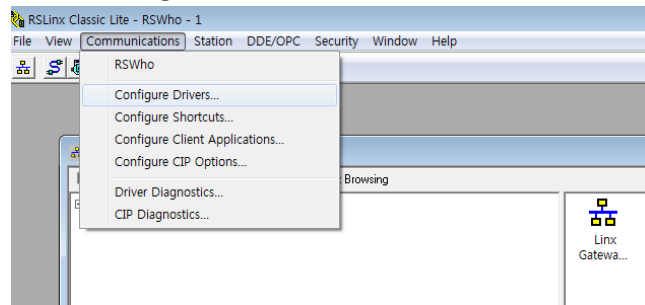 RSLinx Classic Lite - RSWho - 1
File View Communications Station DDE/OPC Security Window Help
RSWho
Configure Drivers...
Configure Shortcuts...
Configure Client Applications...
Configure CIP Options...
Driver Diagnostics...
CIP Diagnostics...
Browsing
Linx
Gatewa...